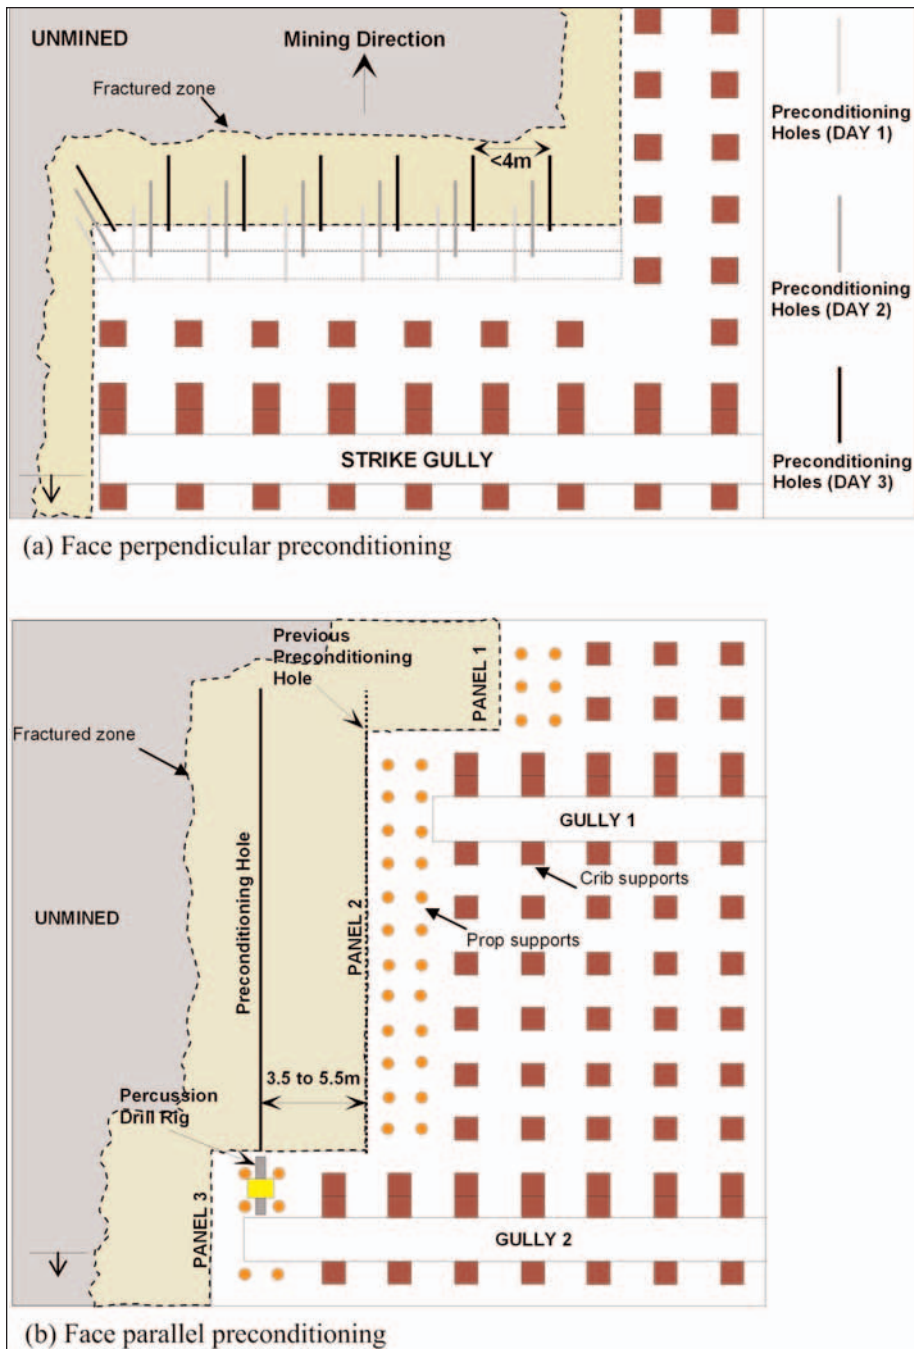 UNMINED
Mining Direction
Fractured zone
<4m
STRIKE GULLY
Preconditioning
Holes (DAY 1)
Preconditioning
Holes (DAY 2)
Preconditioning
Holes (DAY 3)
(a) Face perpendicular preconditioning
Previous
Preconditioning
Hole
PANEL 1
Fractured zone
GULLY 1
Crib supports
Preconditioning Hole
PANEL 2
Prop supports
UNMINED
3.5 to 5.5m
Percussion
Drill Rig
PANEL 3
GULLY 2
(b) Face parallel preconditioning